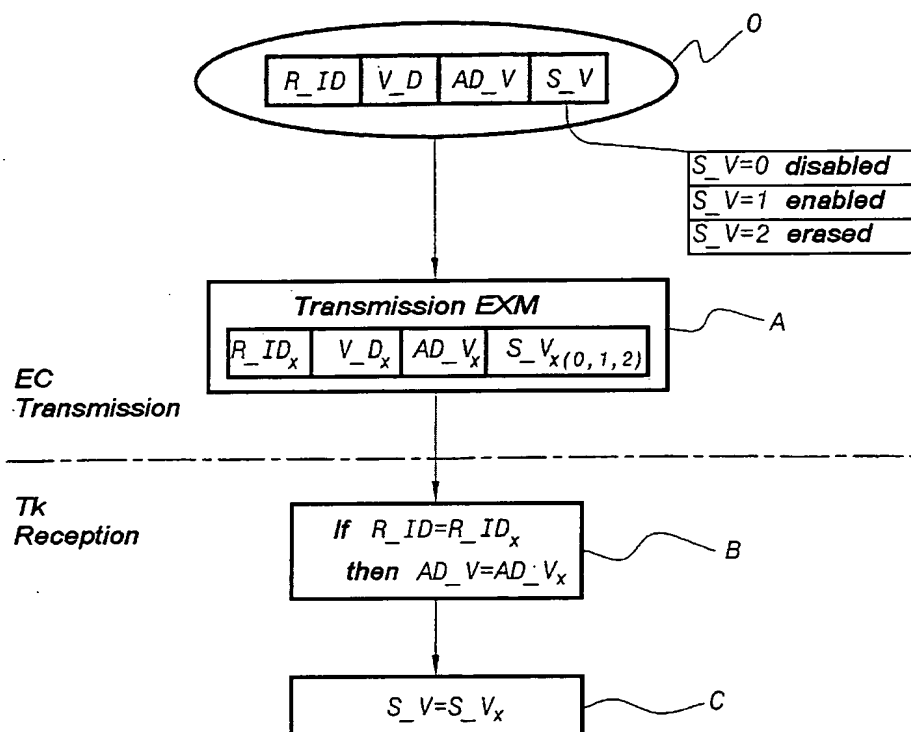 O
R_ID V_D AD_V S_V
S_V=0 disabled
S_V=1 enabled
S_V=2 erased
Transmission EXM
A
R_IDx V_Dx AD_Vx S_Vx(0,1,2)
EC
Transmission
Tk
Reception
If R_ID=R_IDx
then AD_V=AD_Vx
B
S_V=S_Vx
C